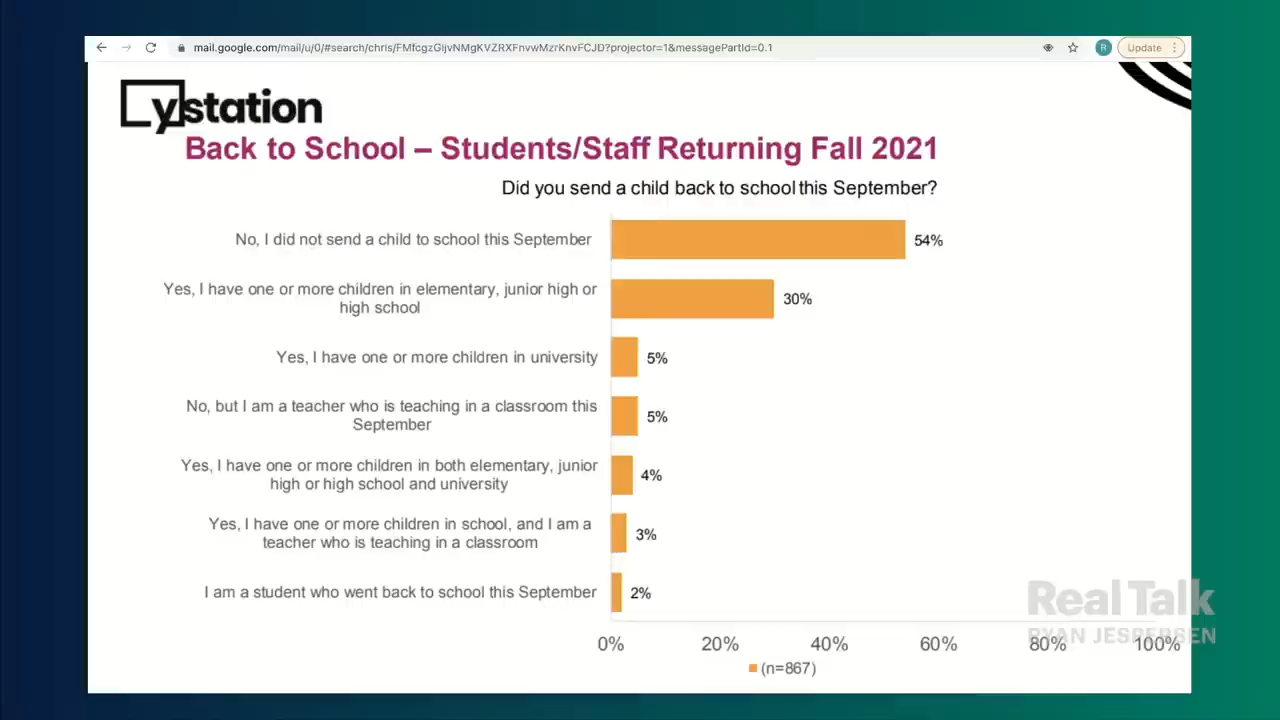 mail.google.com/mail/u/0/#search/chris/FMfcgzGljvNMgKVZRXFnvwMzrKnvFCJD?projector=1&messagePartId=0.1
R
Update
ystation
Back to School – Students/Staff Returning Fall 2021
Did you send a child back to school this September?
No, I did not send a child to school this September
54%
Yes, I have one or more children in elementary, junior high or
high school
30%
Yes, I have one or more children in university
5%
No, but I am a teacher who is teaching in a classroom this
September
5%
Yes, I have one or more children in both elementary, junior
high or high school and university
4%
Yes, I have one or more children in school, and I am a
teacher who is teaching in a classroom
3%
I am a student who went back to school this September
2%
0% 20% 40% 60% 80% 100%
(n=867)
Real Talk
RYAN JESPERSEN